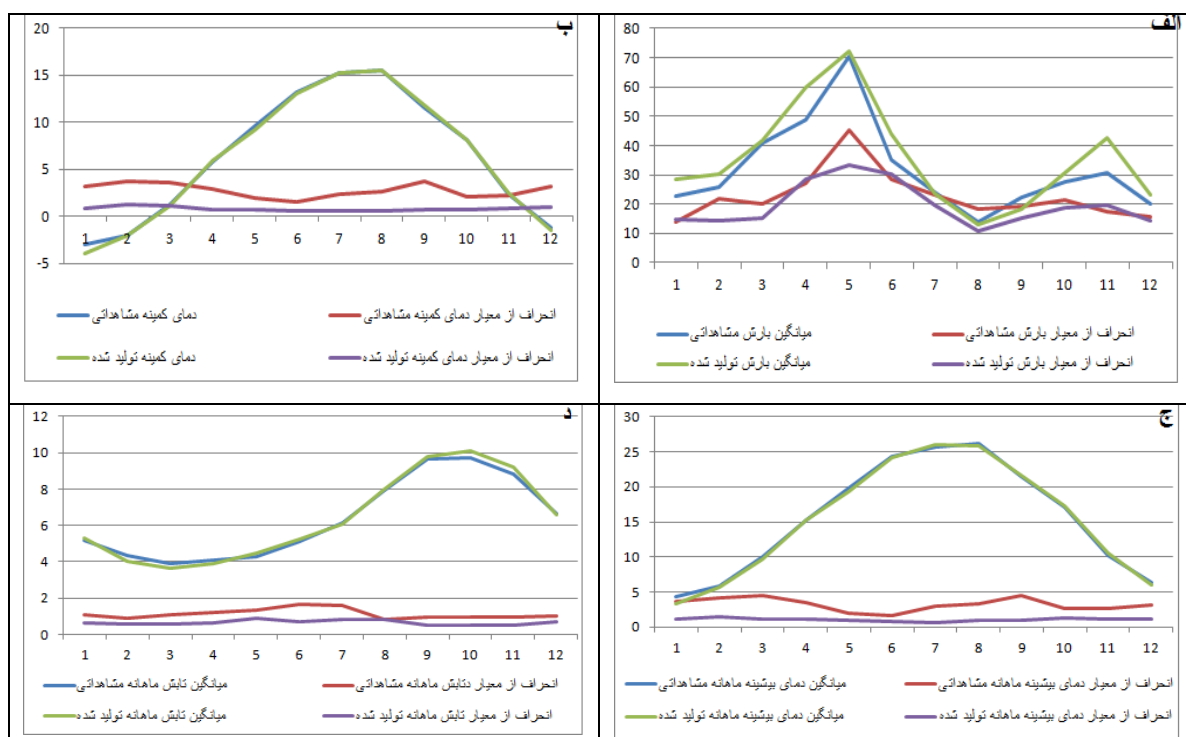 الف
80
70
60
50
40
30
20
10
0
1 2 3 4 5 6 7 8 9 10 11 12
میانگین بارش مشاهداتی
انحراف از معیار بارش مشاهداتی
میانگین بارش تولید شده
انحراف از معیار بارش تولید شده
ب
20
15
10
5
0
-5
1 2 3 4 5 6 7 8 9 10 11 12
دمای کمینه مشاهداتی
انحراف از معیار دمای کمینه مشاهداتی
دمای کمینه تولید شده
انحراف از معیار دمای کمینه تولید شده
ج
30
25
20
15
10
5
0
1 2 3 4 5 6 7 8 9 10 11 12
میانگین دمای بیشینه ماهانه مشاهداتی
انحراف از معیار دمای بیشینه ماهانه مشاهداتی
میانگین دمای بیشینه ماهانه تولید شده
انحراف از معیار دمای بیشینه ماهانه تولید شده
د
12
10
8
6
4
2
0
1 2 3 4 5 6 7 8 9 10 11 12
میانگین تابش ماهانه مشاهداتی
انحراف از معیار دتابش ماهانه مشاهداتی
میانگین تابش ماهانه تولید شده
انحراف از معیار تابش ماهانه تولید شده